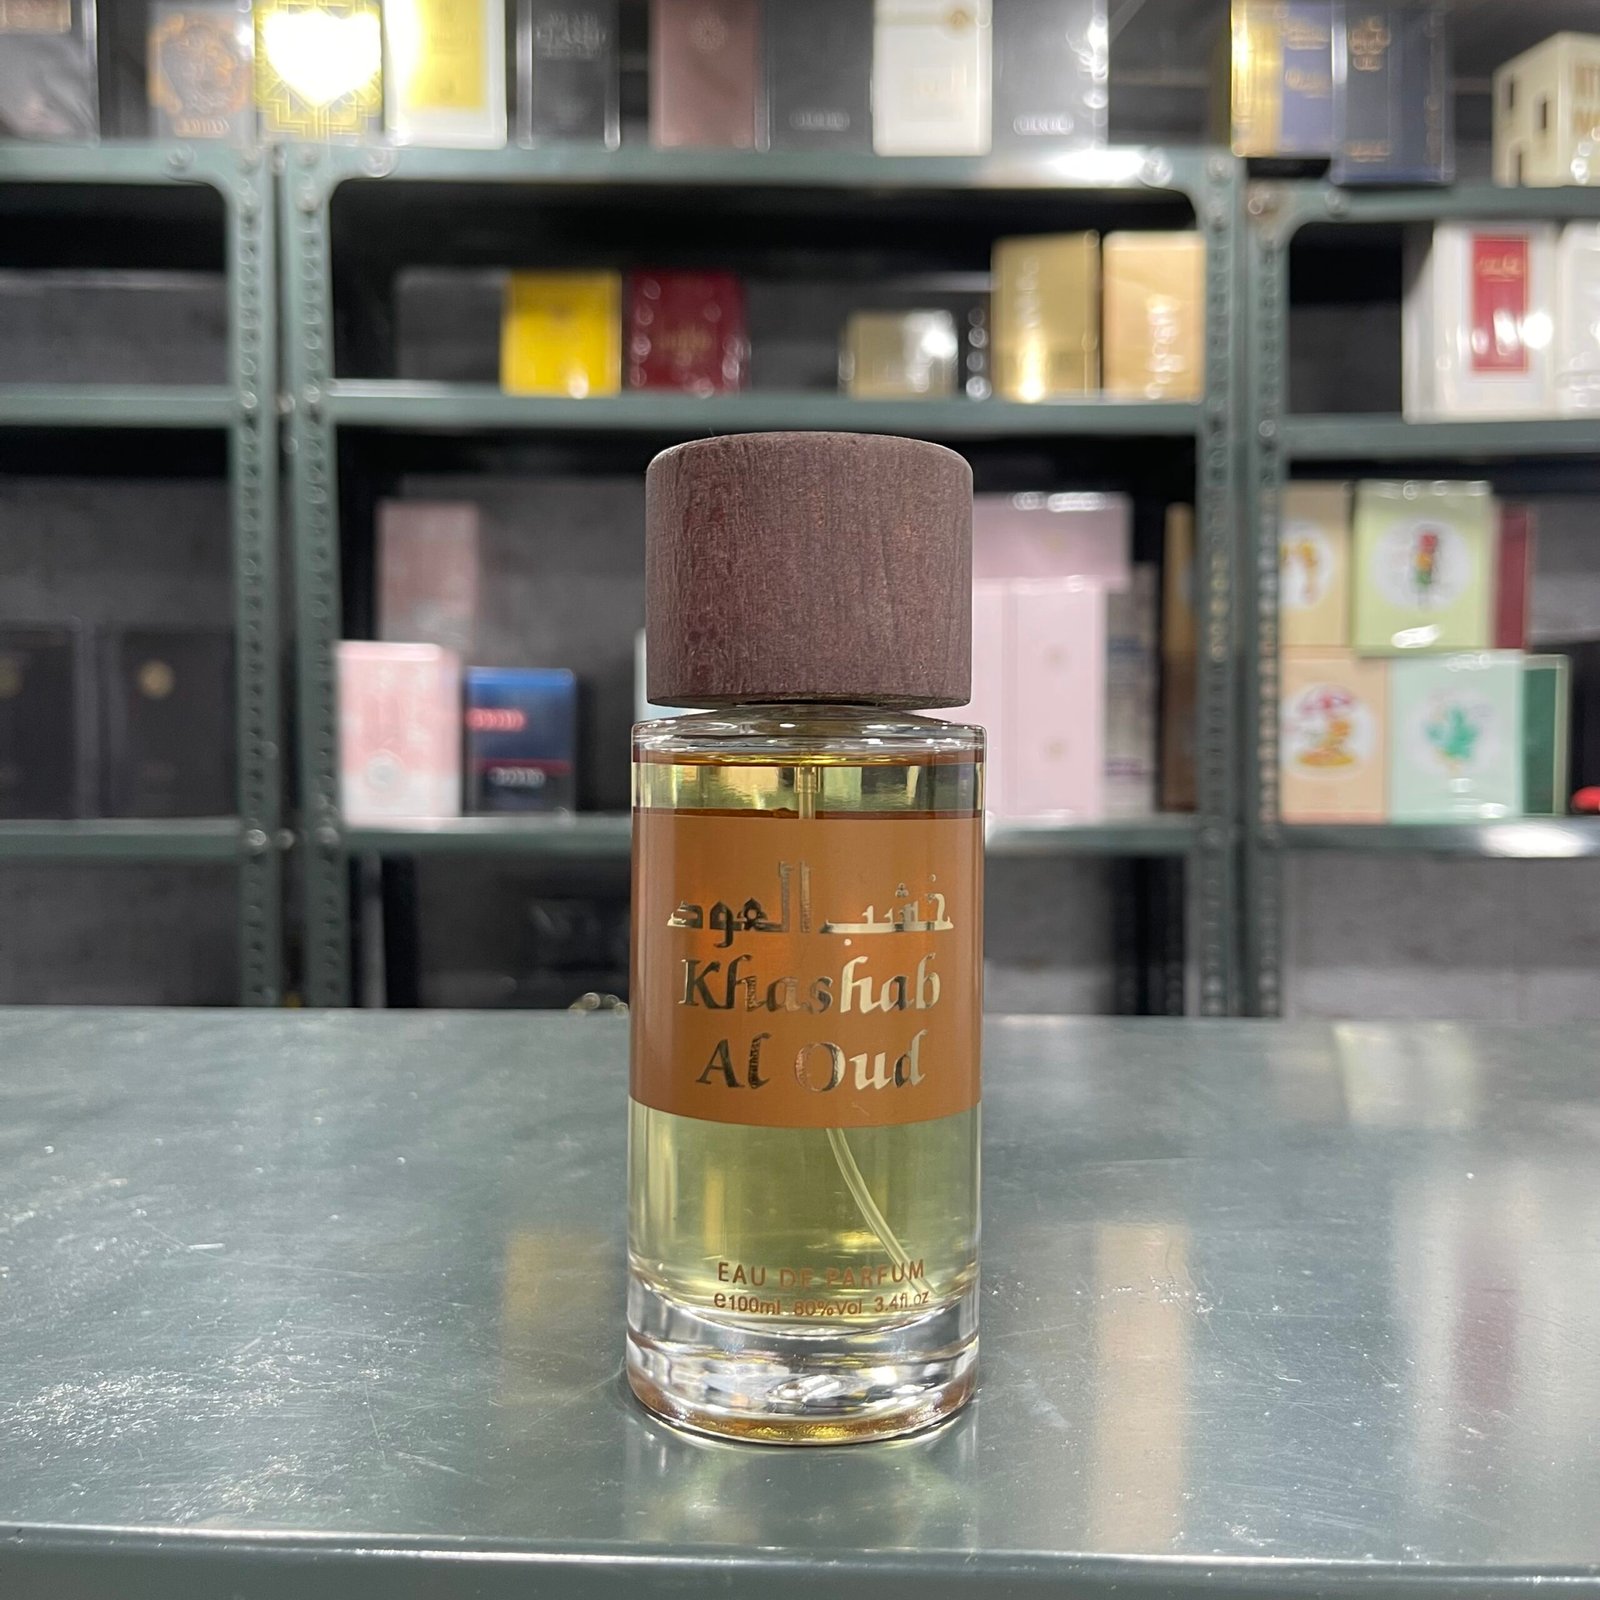 خشب العود
Khashab
Al Oud
EAU DE PARFUM
e100ml 80%Vol 3.4fl.oz